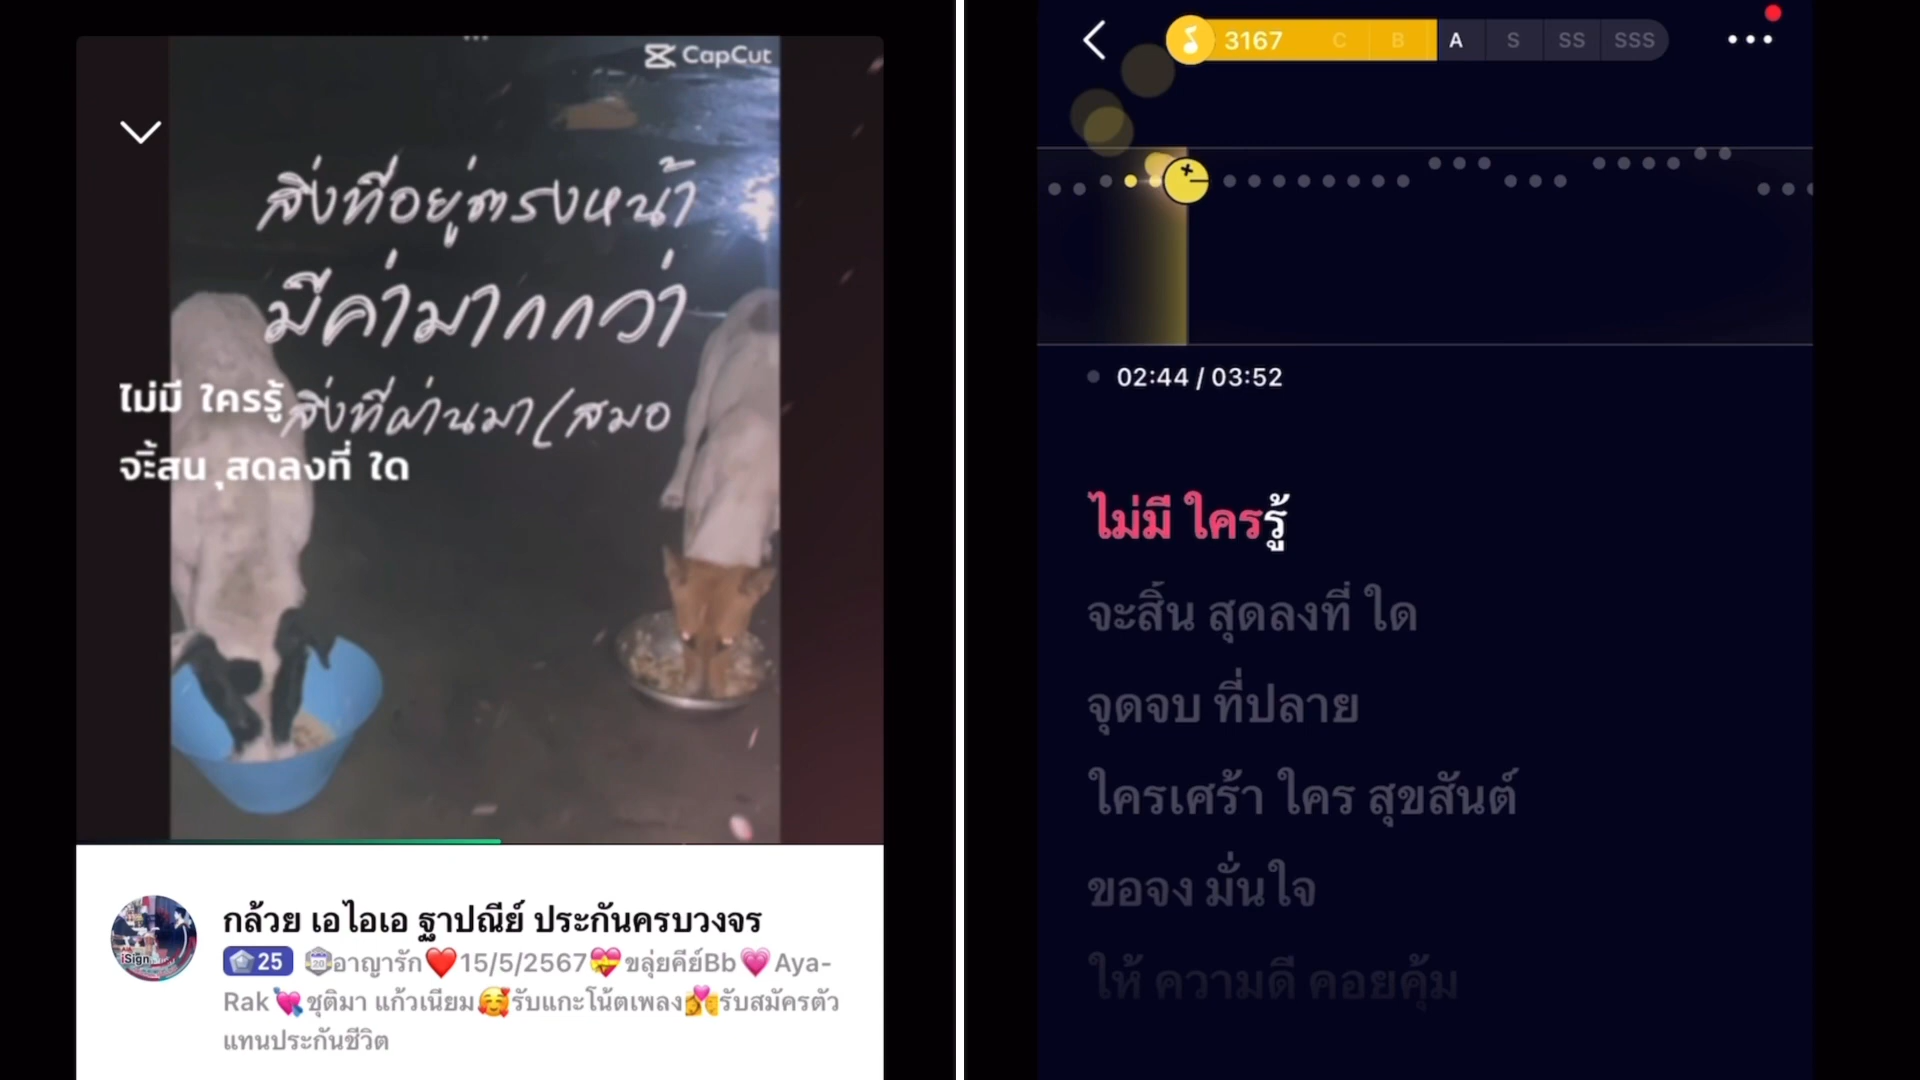 CapCut
สิ่งที่อยู่ตรงหน้า
มีค่ามากกว่า
สิ่งที่ผ่านมาเสมอ
ไม่มี ใครรู้
จะิ้สน ุสดลงที่ ใด
iSign
กล้วย เอไอเอ ฐาปณีย์ ประกันครบวงจร
25 20 อาญารัก❤️15/5/2567💝ขลุ่ยคีย์Bb💗Aya-
Rak💘ชุติมา แก้วเนียม🥰รับแกะโน้ตเพลง💏รับสมัครตัว
แทนประกันชีวิต
3167 C B A S SS SSS
02:44 / 03:52
ไม่มี ใครรู้
จะสิ้น สุดลงที่ ใด
จุดจบ ที่ปลาย
ใครเศร้า ใคร สุขสันต์
ขอจง มั่นใจ
ให้ ความดี คอยคุ้ม